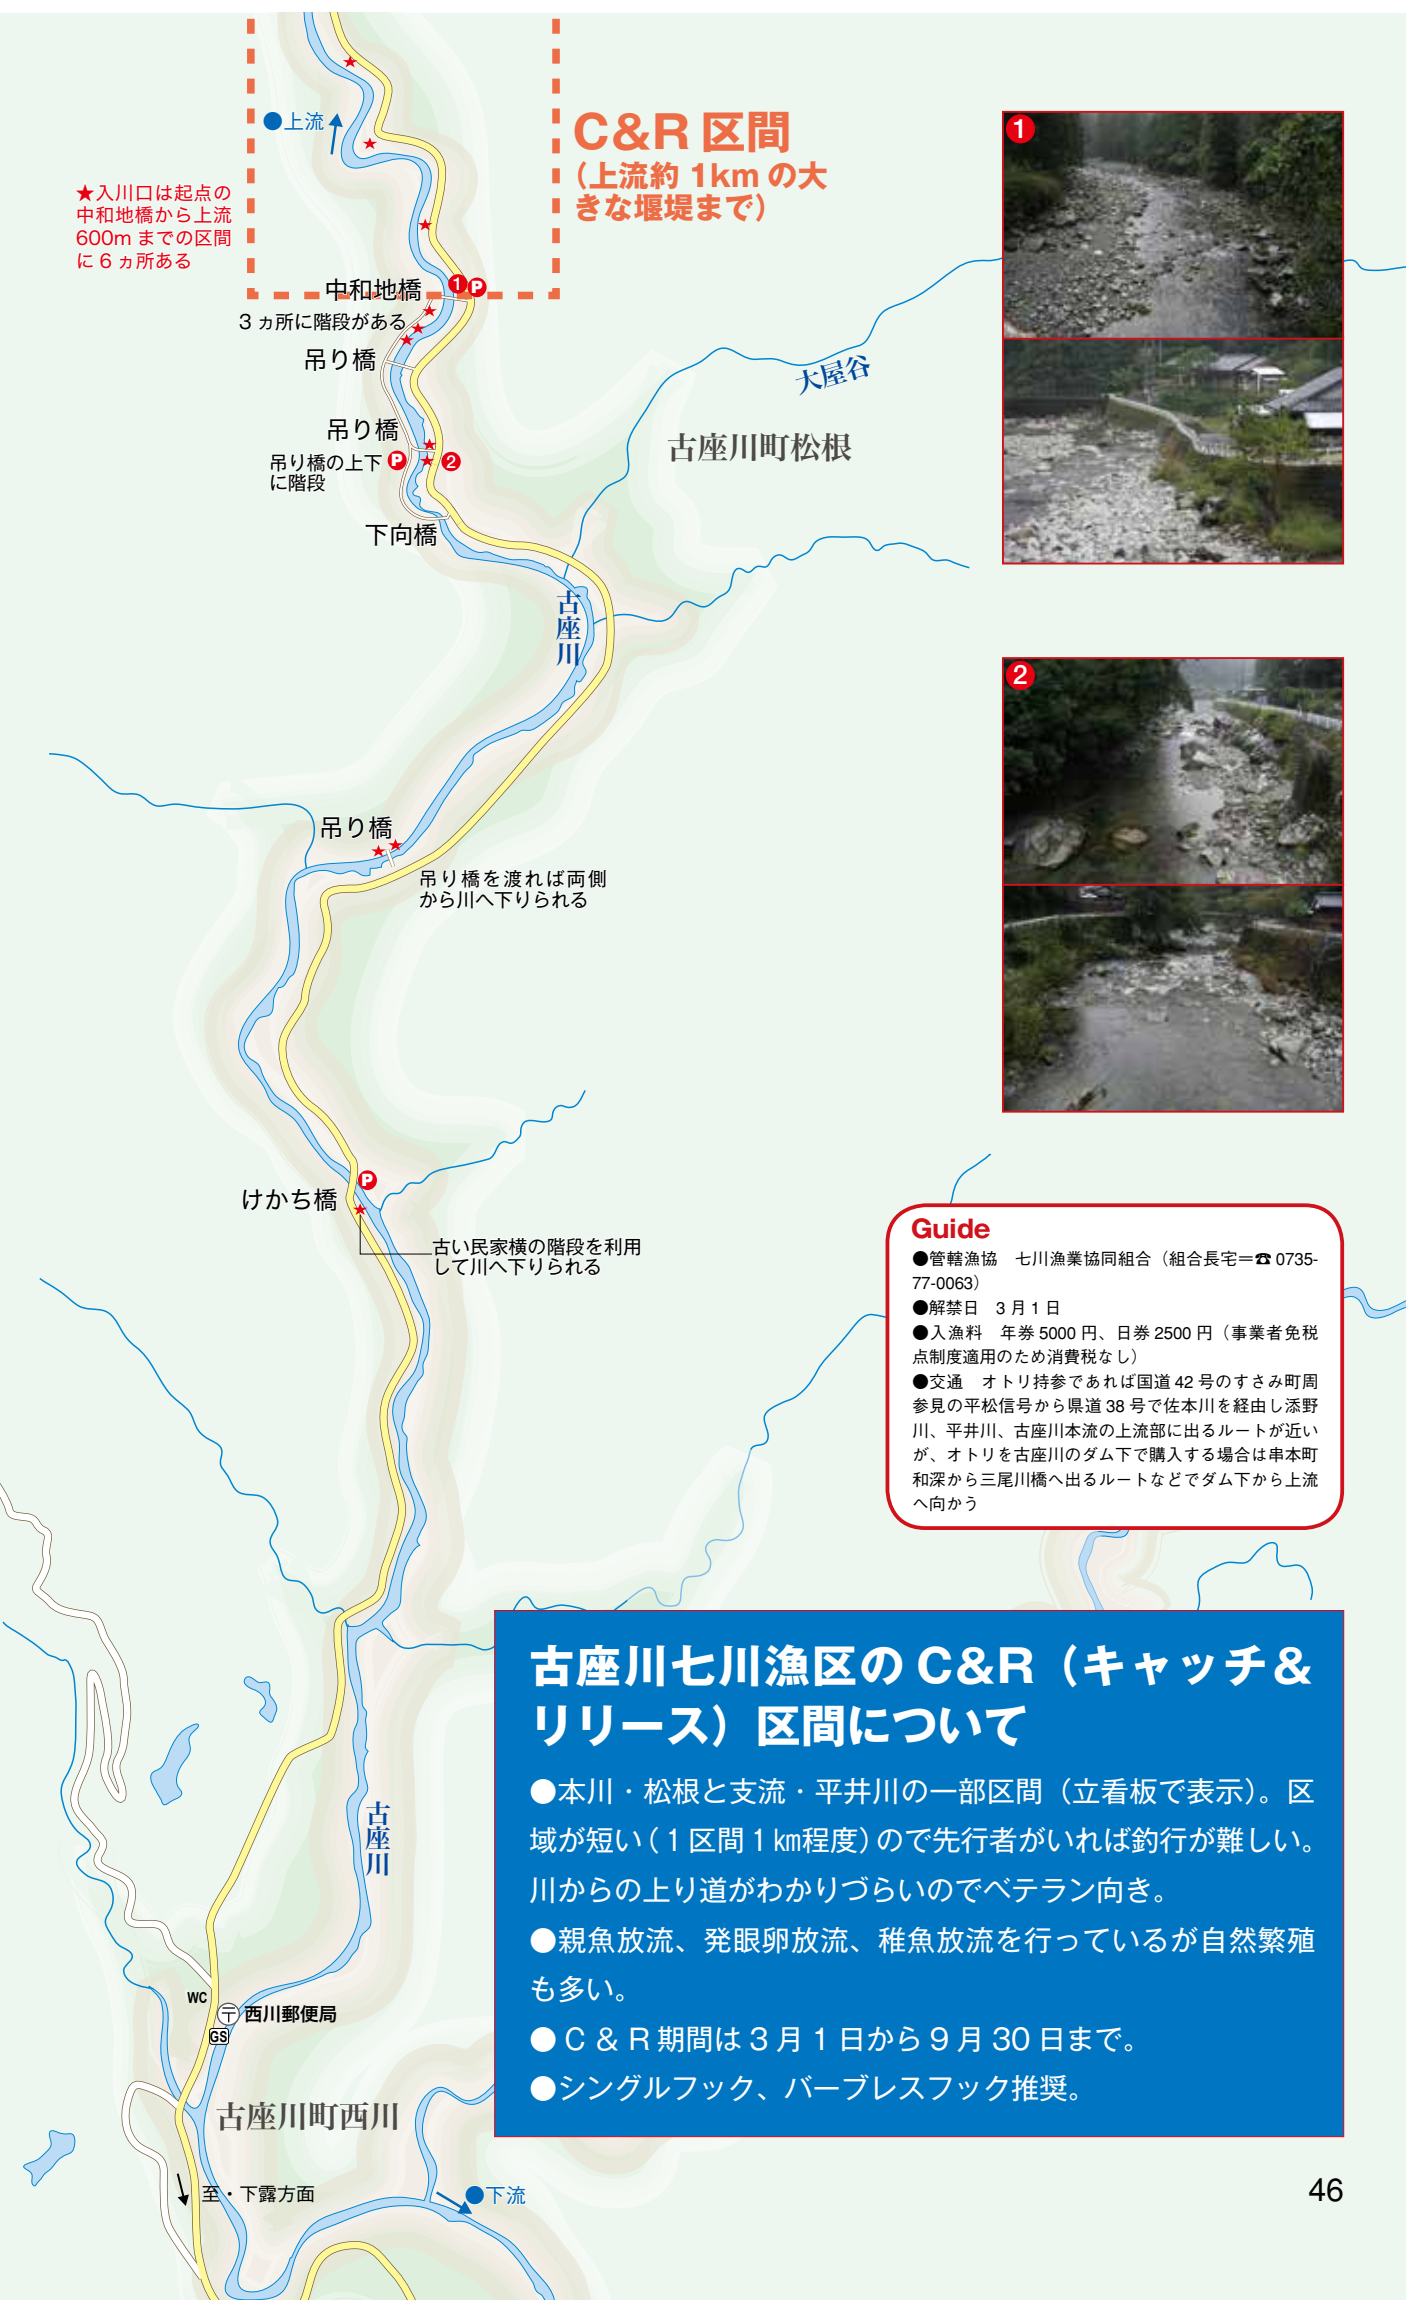 ●上流
C&R 区間
（上流約 1km の大
きな堰堤まで）
★入川口は起点の
中和地橋から上流
600m までの区間
に 6 ヵ所ある
中和地橋
1
P
3 ヵ所に階段がある
吊り橋
大屋谷
吊り橋
古座川町松根
吊り橋の上下
に階段
P
2
下向橋
古座川
吊り橋
吊り橋を渡れば両側
から川へ下りられる
P
けかち橋
古い民家横の階段を利用
して川へ下りられる
1
2
Guide
●管轄漁協　七川漁業協同組合（組合長宅＝☎ 0735-
77-0063）
●解禁日　3 月 1 日
●入漁料　年券 5000 円、日券 2500 円（事業者免税
点制度適用のため消費税なし）
●交通　オトリ持参であれば国道 42 号のすさみ町周
参見の平松信号から県道 38 号で佐本川を経由し添野
川、平井川、古座川本流の上流部に出るルートが近い
が、オトリを古座川のダム下で購入する場合は串本町
和深から三尾川橋へ出るルートなどでダム下から上流
へ向かう
古座川七川漁区の C&R（キャッチ＆
リリース）区間について
●本川・松根と支流・平井川の一部区間（立看板で表示）。区
域が短い（１区間１㎞程度）ので先行者がいれば釣行が難しい。
川からの上り道がわかりづらいのでベテラン向き。
●親魚放流、発眼卵放流、稚魚放流を行っているが自然繁殖
も多い。
●Ｃ＆Ｒ期間は３月１日から９月 30 日まで。
●シングルフック、バーブレスフック推奨。
古座川
WC
〒 西川郵便局
GS
古座川町西川
至・下露方面
●下流
46